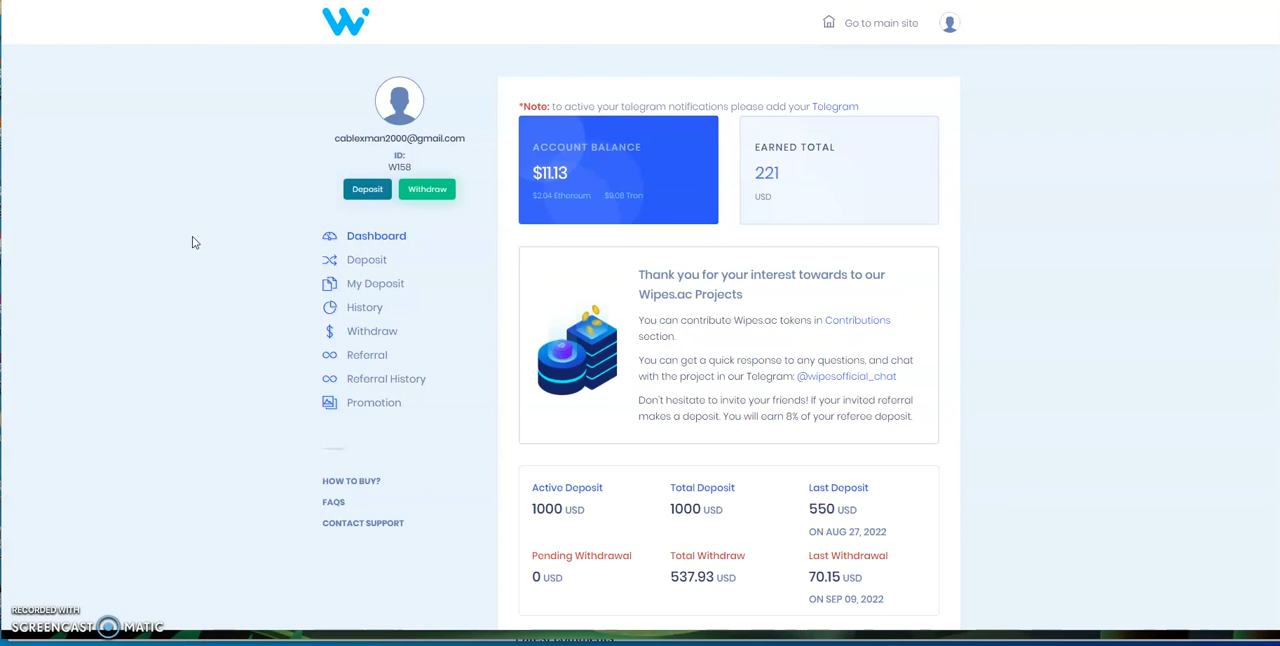 Go to main site
cablexman2000@gmail.com
ID:
W158
Deposit
Withdraw
Dashboard
Deposit
My Deposit
History
Withdraw
Referral
Referral History
Promotion
HOW TO BUY?
FAQS
CONTACT SUPPORT
*Note: to active your telegram notifications please add your Telegram
ACCOUNT BALANCE
$11.13
$2.04 Ethereum $9.08 Tron
EARNED TOTAL
221
USD
Thank you for your interest towards to our
Wipes.ac Projects
You can contribute Wipes.ac tokens in Contributions
section.
You can get a quick response to any questions, and chat
with the project in our Telegram: @wipesofficial_chat
Don't hesitate to invite your friends! If your invited referral
makes a deposit. You will earn 8% of your referee deposit.
Active Deposit
1000 USD
Total Deposit
1000 USD
Last Deposit
550 USD
ON AUG 27, 2022
Pending Withdrawal
0 USD
Total Withdraw
537.93 USD
Last Withdrawal
70.15 USD
ON SEP 09, 2022
RECORDED WITH
SCREENCAST MATIC